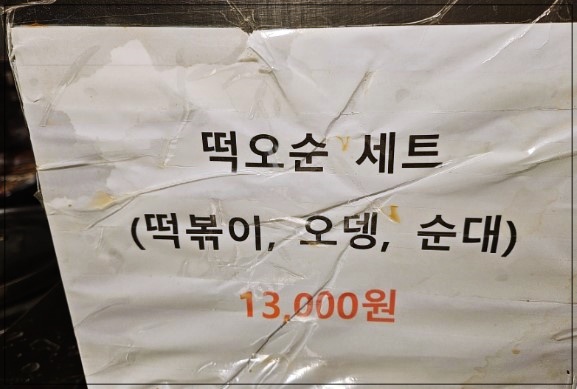 떡오순 세트
(떡볶이, 오뎅, 순대)
13,000원